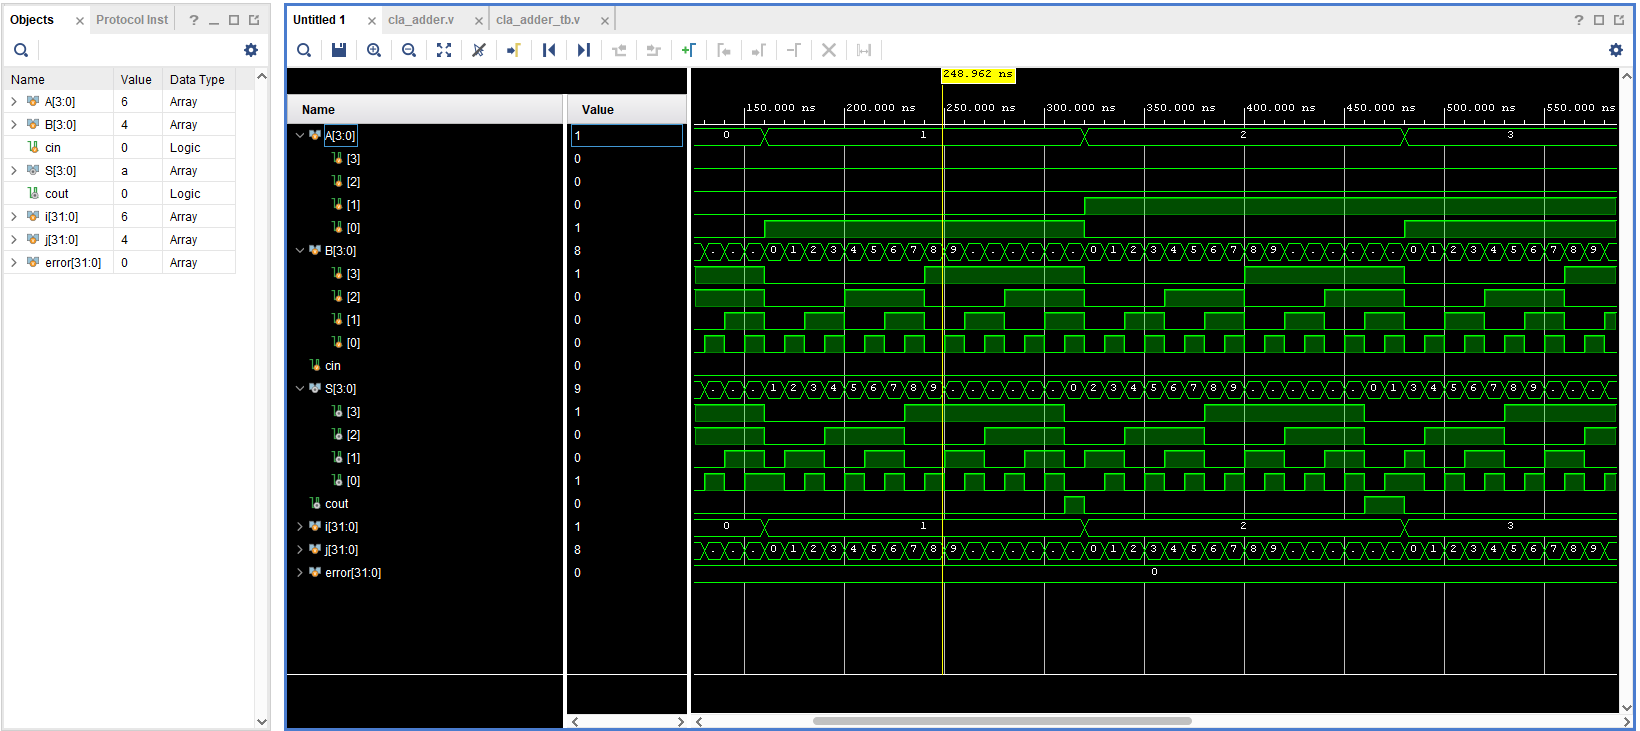 Objects × Protocol Inst ?
Name Value Data Type
A[3:0] 6 Array
B[3:0] 4 Array
cin 0 Logic
S[3:0] a Array
cout 0 Logic
i[31:0] 6 Array
j[31:0] 4 Array
error[31:0] 0 Array
Untitled 1 × cla_adder.v × cla_adder_tb.v × ?
248.962 ns
150.000 ns 200.000 ns 250.000 ns 300.000 ns 350.000 ns 400.000 ns 450.000 ns 500.000 ns 550.000 ns
Name Value
A[3:0] 1 0 1 2 3
[3] 0
[2] 0
[1] 0
[0] 1
B[3:0] 8 . . . 0 1 2 3 4 5 6 7 8 9 . . . . . . 0 1 2 3 4 5 6 7 8 9 . . . . . . 0 1 2 3 4 5 6 7 8 9 .
[3] 1
[2] 0
[1] 0
[0] 0
cin 0
S[3:0] 9 . . . . 1 2 3 4 5 6 7 8 9 . . . . . . 0 2 3 4 5 6 7 8 9 . . . . . . 0 1 3 4 5 6 7 8 9 . . .
[3] 1
[2] 0
[1] 0
[0] 1
cout 0
i[31:0] 1 0 1 2 3
j[31:0] 8 . . . 0 1 2 3 4 5 6 7 8 9 . . . . . . 0 1 2 3 4 5 6 7 8 9 . . . . . . 0 1 2 3 4 5 6 7 8 9 .
error[31:0] 0 0